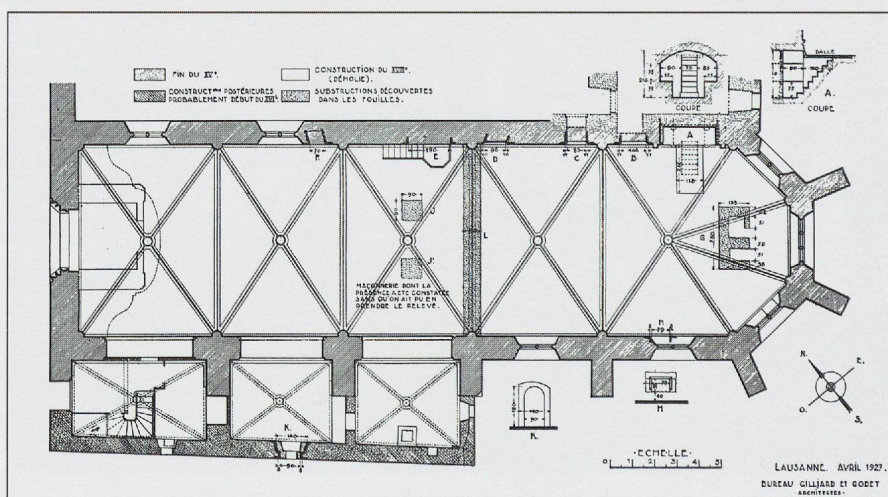 FIN DU XVe.
CONSTRUCTION DU XVIIIe.
(DÉMOLIE).
CONSTRUCT.ons POSTÉRIEURES
PROBABLEMENT DÉBUT DU XVIe.
SUBSTRUCTIONS DÉCOUVERTES
DANS LES FOUILLES.
COUPE
DALLE
A.
COUPE
F.
E
D
C
B
A
J
L
J'
G
MAÇONNERIE DONT LA
PRÉSENCE A ÉTÉ CONSTATÉE
SANS QU'ON AIT PU EN
PRENDRE LE RELEVÉ.
H
K.
K.
H
N.
E.
O.
S.
ECHELLE
0 1 2 3 4 5
LAUSANNE. AVRIL 1927.
BUREAU GILLIARD ET GODET
ARCHITECTES